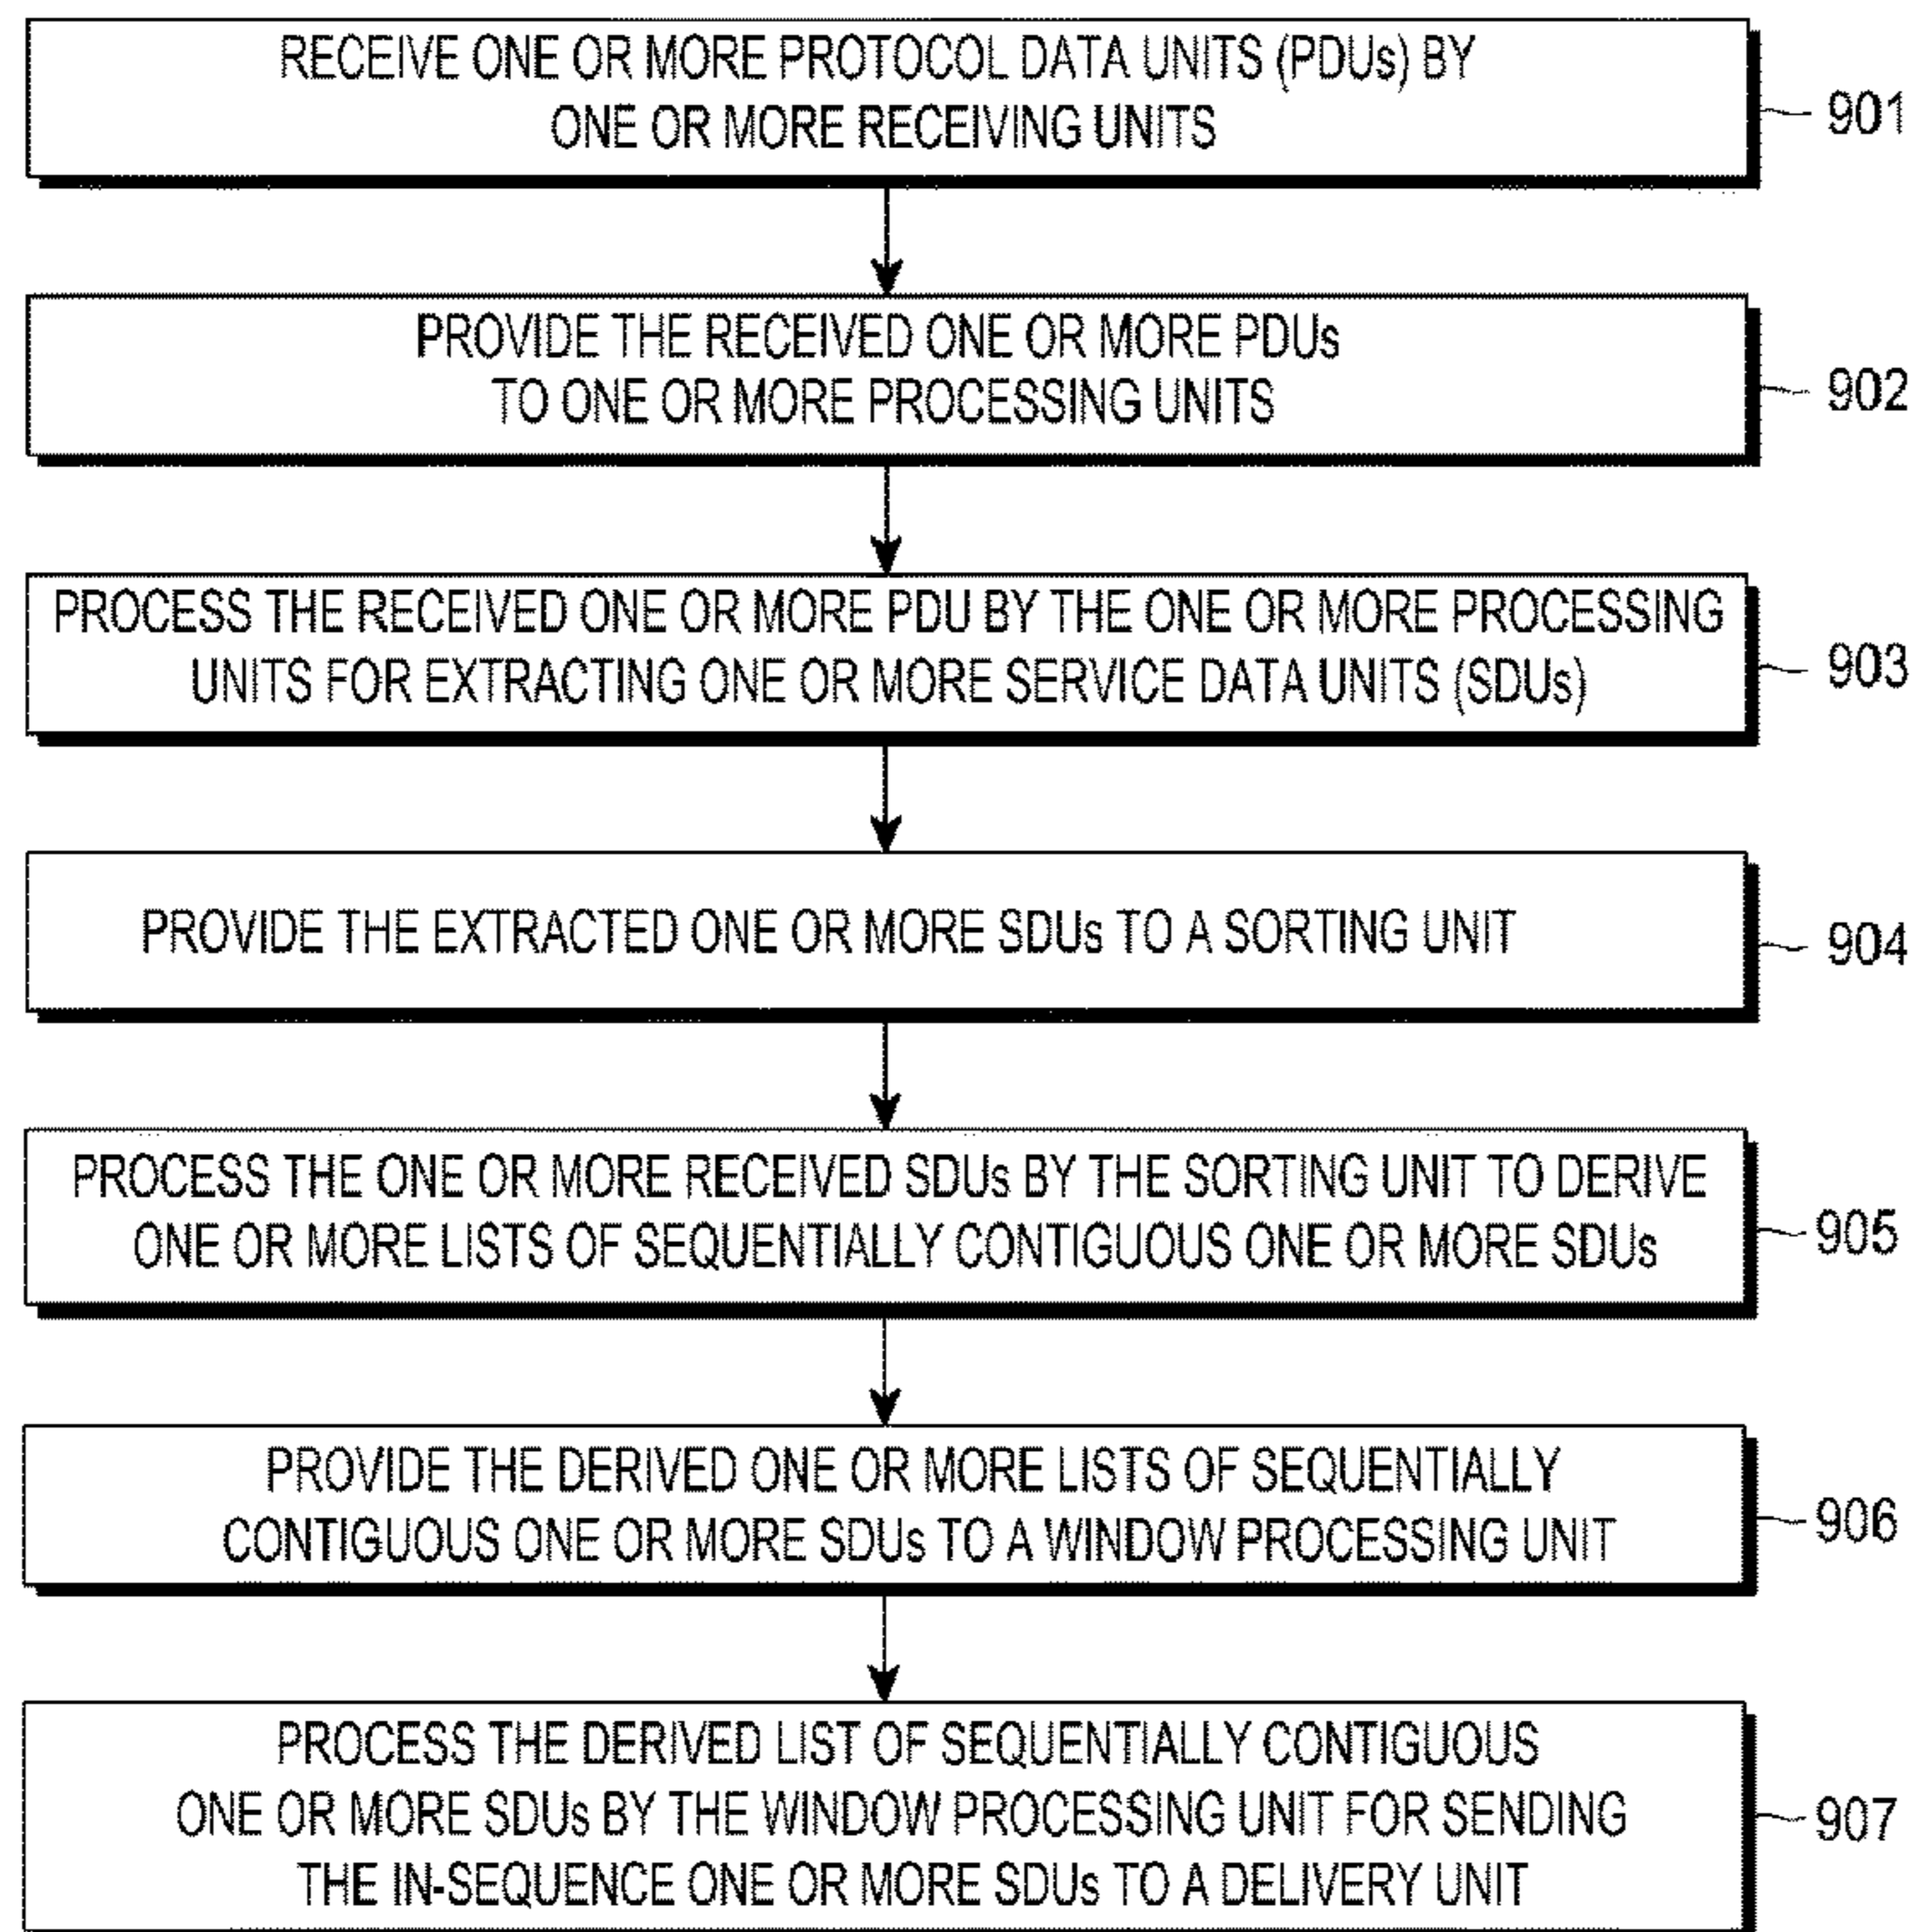 RECEIVE ONE OR MORE PROTOCOL DATA UNITS (PDUs) BY
ONE OR MORE RECEIVING UNITS
901
PROVIDE THE RECEIVED ONE OR MORE PDUs
TO ONE OR MORE PROCESSING UNITS
902
PROCESS THE RECEIVED ONE OR MORE PDU BY THE ONE OR MORE PROCESSING
UNITS FOR EXTRACTING ONE OR MORE SERVICE DATA UNITS (SDUs)
903
PROVIDE THE EXTRACTED ONE OR MORE SDUs TO A SORTING UNIT
904
PROCESS THE ONE OR MORE RECEIVED SDUs BY THE SORTING UNIT TO DERIVE
ONE OR MORE LISTS OF SEQUENTIALLY CONTIGUOUS ONE OR MORE SDUs
905
PROVIDE THE DERIVED ONE OR MORE LISTS OF SEQUENTIALLY
CONTIGUOUS ONE OR MORE SDUs TO A WINDOW PROCESSING UNIT
906
PROCESS THE DERIVED LIST OF SEQUENTIALLY CONTIGUOUS
ONE OR MORE SDUs BY THE WINDOW PROCESSING UNIT FOR SENDING
THE IN-SEQUENCE ONE OR MORE SDUs TO A DELIVERY UNIT
907